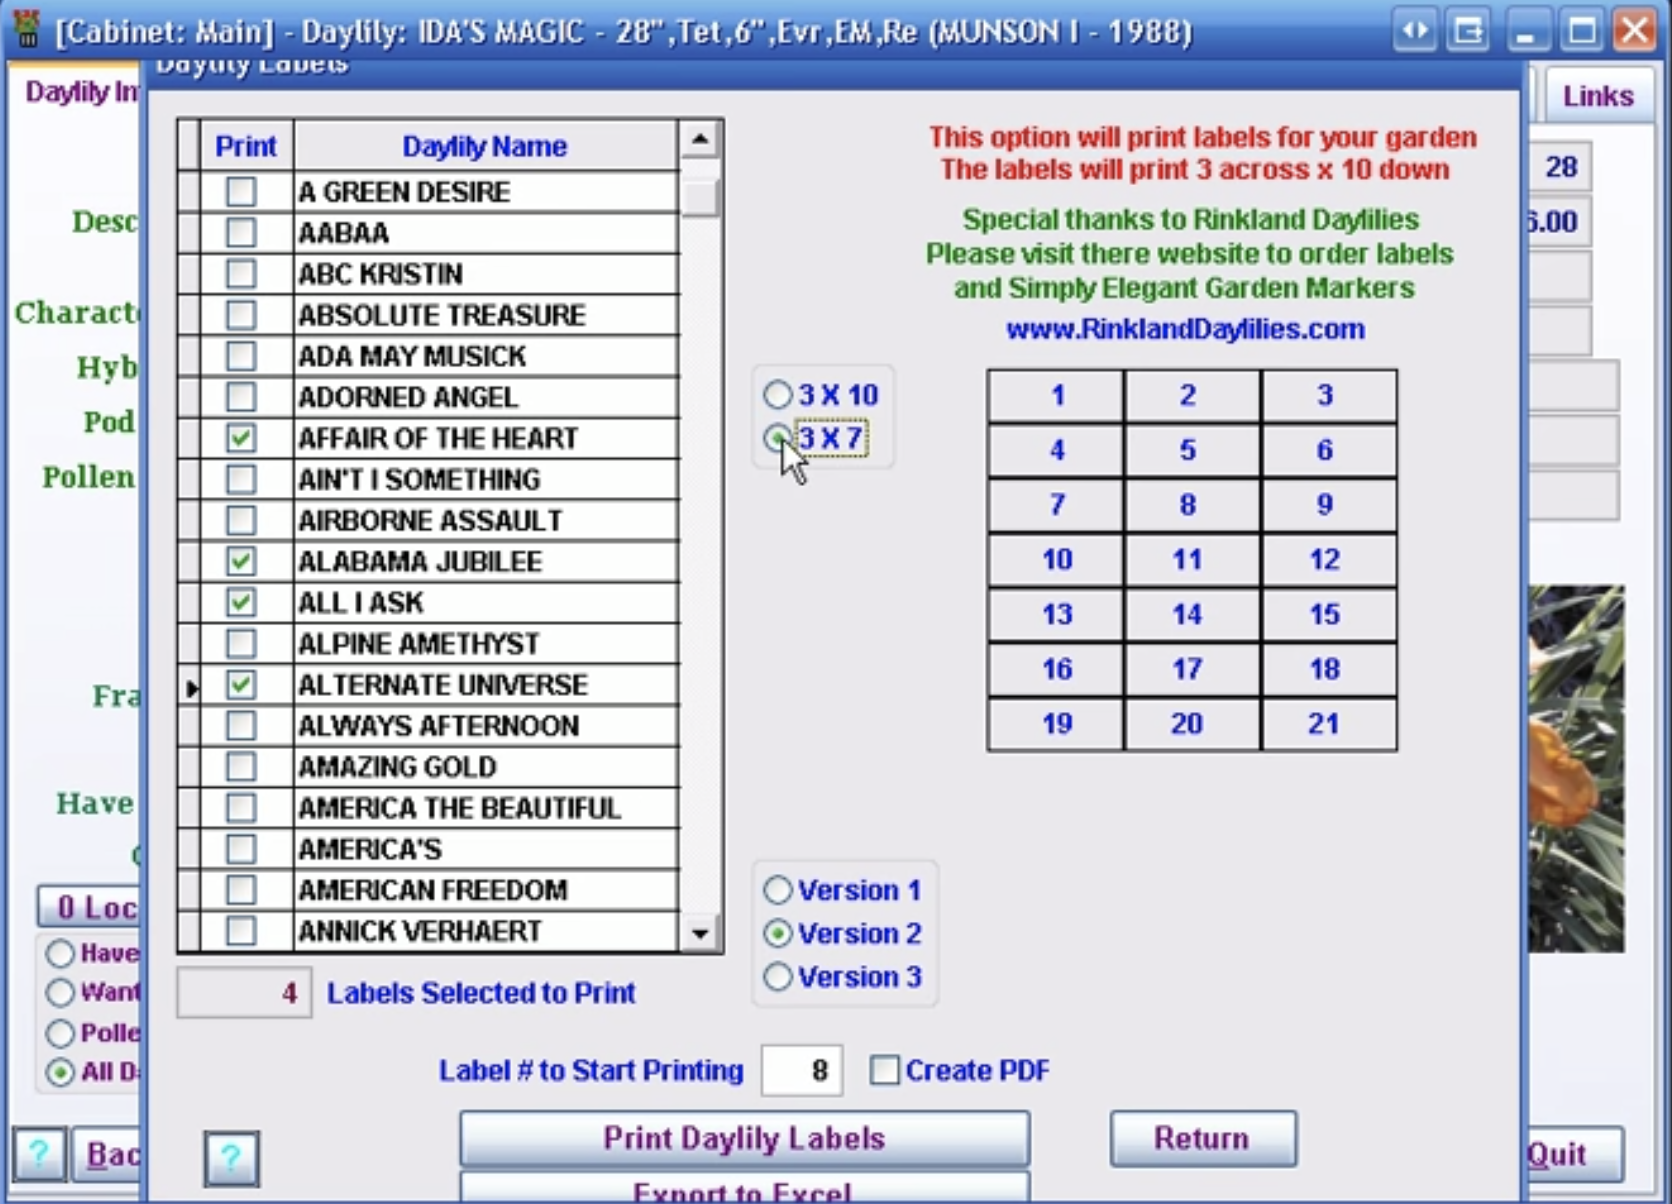 [Cabinet: Main] - Daylily: IDA'S MAGIC - 28",Tet,6",Evr,EM,Re (MUNSON I - 1988)
Daylily Labels
Daylily In
Links
Print Daylily Name
A GREEN DESIRE
AABAA
ABC KRISTIN
ABSOLUTE TREASURE
ADA MAY MUSICK
ADORNED ANGEL
AFFAIR OF THE HEART
AIN'T I SOMETHING
AIRBORNE ASSAULT
ALABAMA JUBILEE
ALL I ASK
ALPINE AMETHYST
ALTERNATE UNIVERSE
ALWAYS AFTERNOON
AMAZING GOLD
AMERICA THE BEAUTIFUL
AMERICA'S
AMERICAN FREEDOM
ANNICK VERHAERT
4 Labels Selected to Print
This option will print labels for your garden
The labels will print 3 across x 10 down
Special thanks to Rinkland Daylilies
Please visit there website to order labels
and Simply Elegant Garden Markers
www.RinklandDaylilies.com
3 X 10
3 X 7
1 2 3
4 5 6
7 8 9
10 11 12
13 14 15
16 17 18
19 20 21
Version 1
Version 2
Version 3
Label # to Start Printing 8 Create PDF
Print Daylily Labels
Return
Export to Excel
?
28
6.00
Desc
Characte
Hyb
Pod
Pollen
Fra
Have
0 Loc
Have
Want
Polle
All Da
?
Bac
Quit